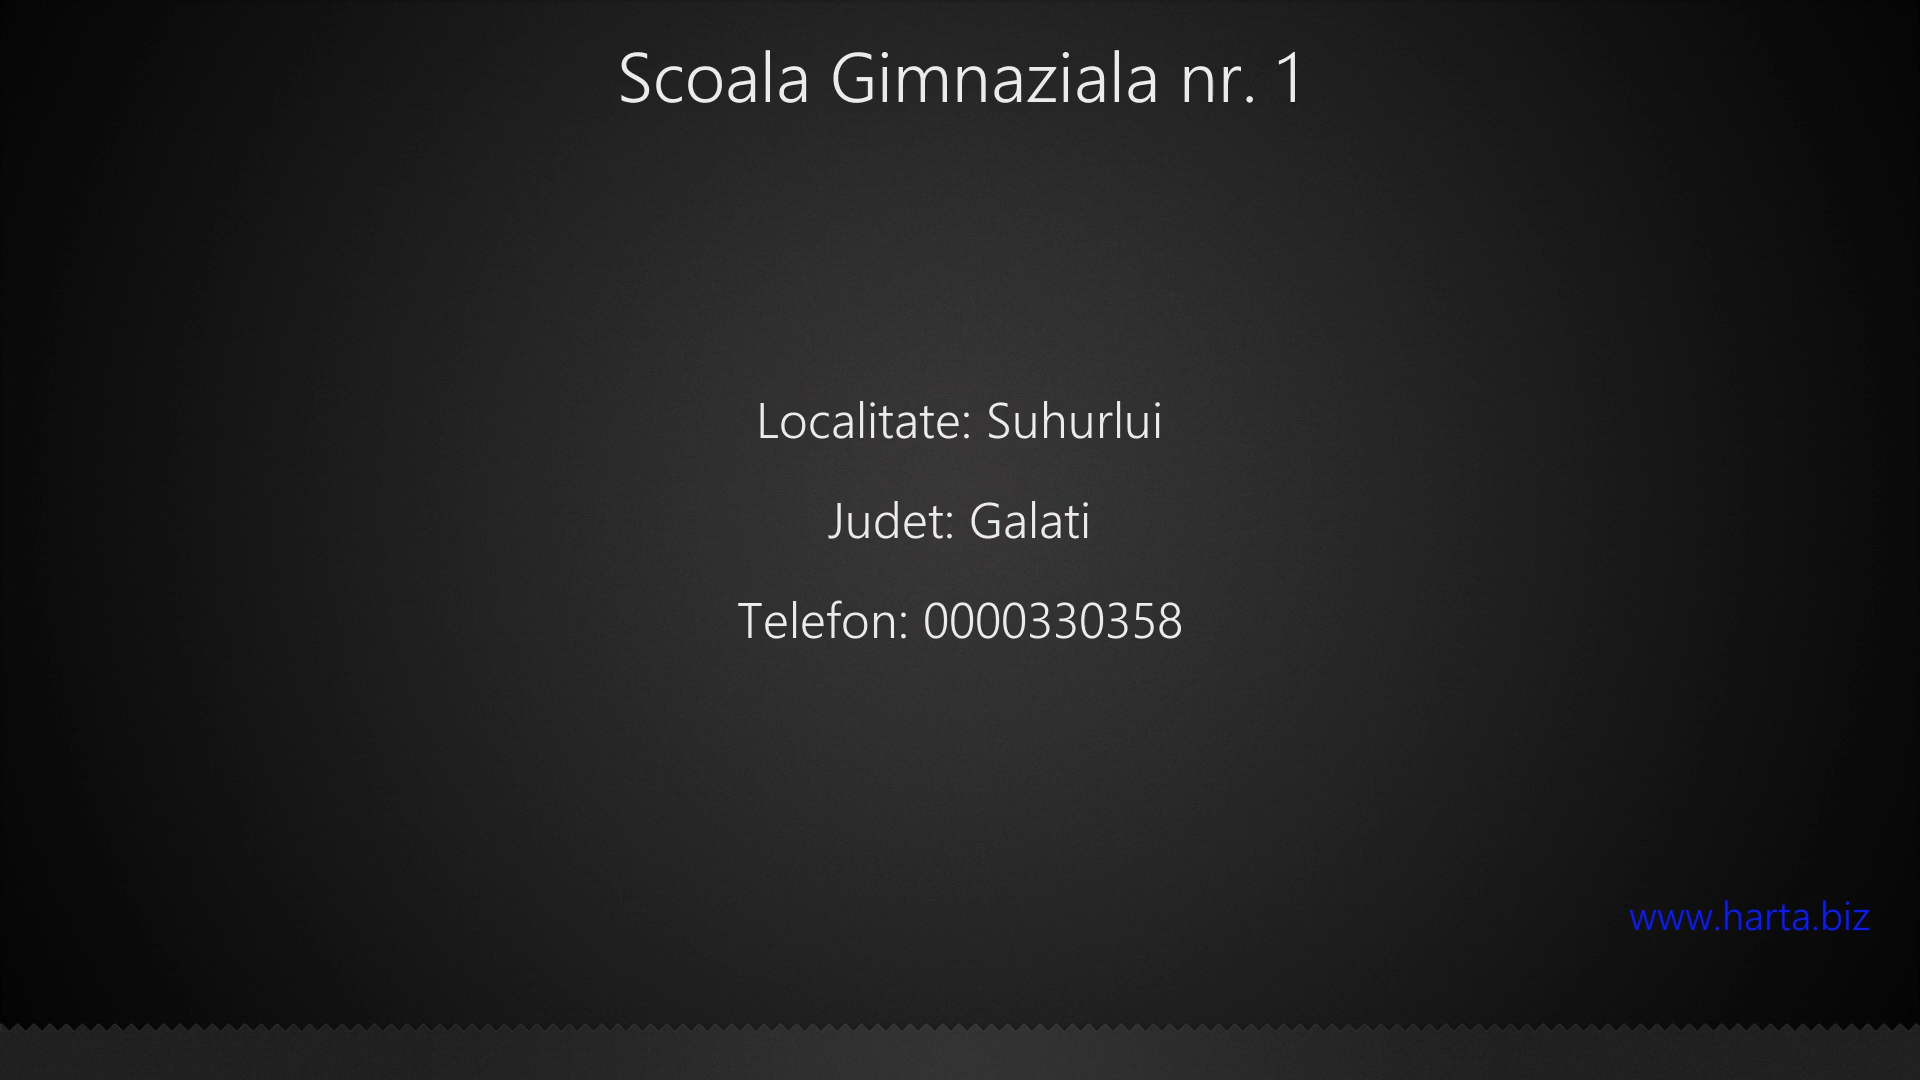 Scoala Gimnaziala nr. 1
Localitate: Suhurlui
Judet: Galati
Telefon: 0000330358
www.harta.biz